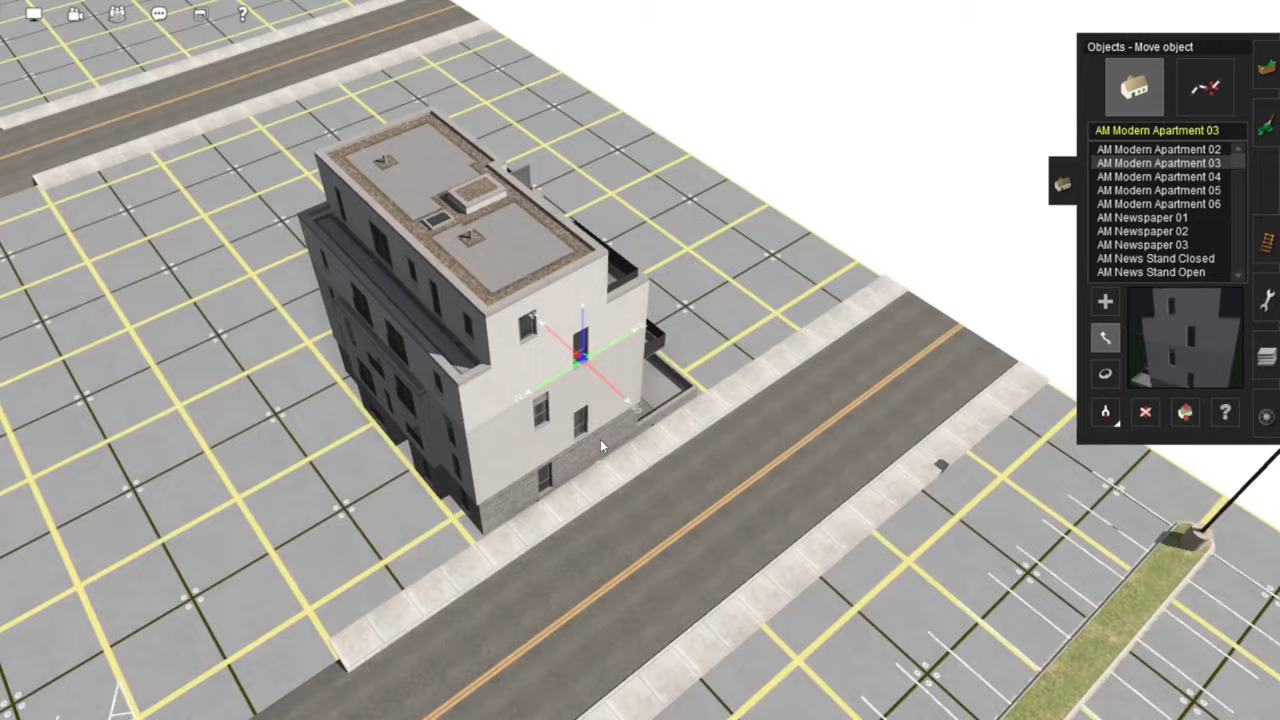 Objects - Move object
AM Modern Apartment 03
AM Modern Apartment 02
AM Modern Apartment 03
AM Modern Apartment 04
AM Modern Apartment 05
AM Modern Apartment 06
AM Newspaper 01
AM Newspaper 02
AM Newspaper 03
AM News Stand Closed
AM News Stand Open